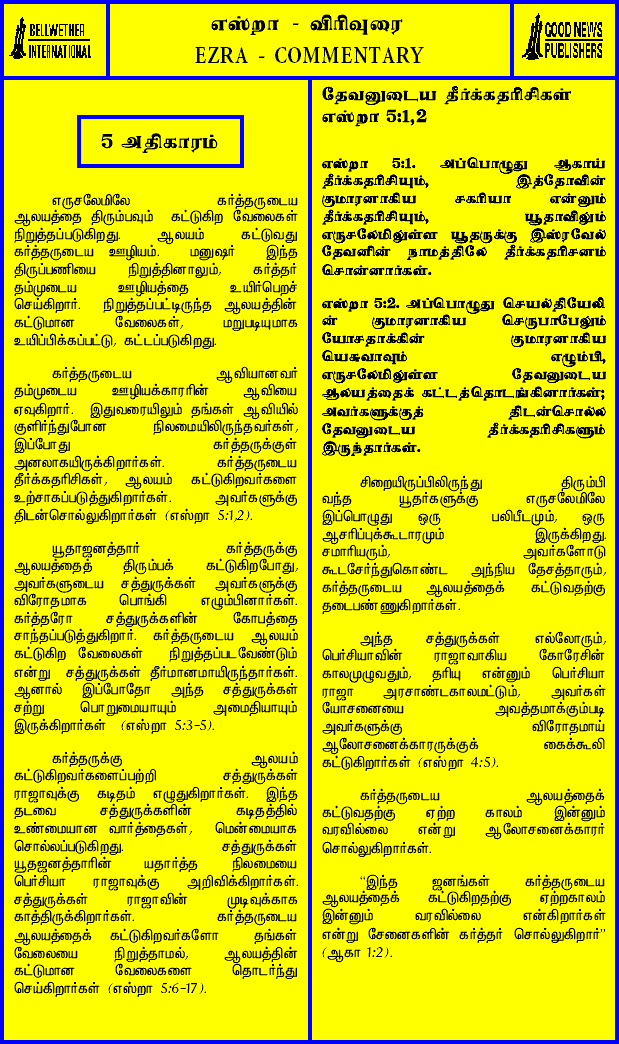 BELLWETHER
INTERNATIONAL
எஸ்றா - விரிவுரை
EZRA - COMMENTARY
GOOD NEWS
PUBLISHERS
5 அதிகாரம்
எருசலேமிலே கர்த்தருடைய
ஆலயத்தை திரும்பவும் கட்டுகிற வேலைகள்
நிறுத்தப்படுகிறது. ஆலயம் கட்டுவது
கர்த்தருடைய ஊழியம். மனுஷர் இந்த
திருப்பணியை நிறுத்தினாலும், கர்த்தர்
தம்முடைய ஊழியத்தை உயிர்பெறச்
செய்கிறார். நிறுத்தப்பட்டிருந்த ஆலயத்தின்
கட்டுமான வேலைகள், மறுபடியுமாக
உயிப்பிக்கப்பட்டு, கட்டப்படுகிறது.
கர்த்தருடைய ஆவியானவர்
தம்முடைய ஊழியக்காரரின் ஆவியை
ஏவுகிறார். இதுவரையிலும் தங்கள் ஆவியில்
குளிர்ந்துபோன நிலமையிலிருந்தவர்கள்,
இப்போது கர்த்தருக்குள்
அனலாகயிருக்கிறார்கள். கர்த்தருடைய
தீர்க்கதரிசிகள், ஆலயம் கட்டுகிறவர்களை
உற்சாகப்படுத்துகிறார்கள். அவர்களுக்கு
திடன்சொல்லுகிறார்கள் (எஸ்றா 5:1,2).
யூதாஜனத்தார் கர்த்தருக்கு
ஆலயத்தைத் திரும்பக் கட்டுகிறபோது,
அவர்களுடைய சத்துருக்கள் அவர்களுக்கு
விரோதமாக பொங்கி எழும்பினார்கள்.
கர்த்தரோ சத்துருக்களின் கோபத்தை
சாந்தப்படுத்துகிறார். கர்த்தருடைய ஆலயம்
கட்டுகிற வேலைகள் நிறுத்தப்படவேண்டும்
என்று சத்துருக்கள் தீர்மானமாயிருந்தார்கள்.
ஆனால் இப்போதோ அந்த சத்துருக்கள்
சற்று பொறுமையாயும் அமைதியாயும்
இருக்கிறார்கள் (எஸ்றா 5:3-5).
கர்த்தருக்கு ஆலயம்
கட்டுகிறவர்களைப்பற்றி சத்துருக்கள்
ராஜாவுக்கு கடிதம் எழுதுகிறார்கள். இந்த
தடவை சத்துருக்களின் கடிதத்தில்
உண்மையான வார்த்தைகள், மென்மையாக
சொல்லப்படுகிறது. சத்துருக்கள்
யூதஜனத்தாரின் யதார்த்த நிலமையை
பெர்சியா ராஜாவுக்கு அறிவிக்கிறார்கள்.
சத்துருக்கள் ராஜாவின் முடிவுக்காக
காத்திருக்கிறார்கள். கர்த்தருடைய
ஆலயத்தைக் கட்டுகிறவர்களோ தங்கள்
வேலையை நிறுத்தாமல், ஆலயத்தின்
கட்டுமான வேலைகளை தொடர்ந்து
செய்கிறார்கள் (எஸ்றா 5:6-17).
தேவனுடைய தீர்க்கதரிசிகள்
எஸ்றா 5:1,2
எஸ்றா 5:1. அப்பொழுது ஆகாய்
தீர்க்கதரிசியும், இத்தோவின்
குமாரனாகிய சகரியா என்னும்
தீர்க்கதரிசியும், யூதாவிலும்
எருசலேமிலுள்ள யூதருக்கு இஸ்ரவேல்
தேவனின் நாமத்திலே தீர்க்கதரிசனம்
சொன்னார்கள்.
எஸ்றா 5:2. அப்பொழுது செயல்தியேலி
ன் குமாரனாகிய செருபாபேலும்
யோசதாக்கின் குமாரனாகிய
யெசுவாவும் எழும்பி,
எருசலேமிலுள்ள தேவனுடைய
ஆலயத்தைக் கட்டத்தொடங்கினார்கள்;
அவர்களுக்குத் திடன்சொல்ல
தேவனுடைய தீர்க்கதரிசிகளும்
இருந்தார்கள்.
சிறையிருப்பிலிருந்து திரும்பி
வந்த யூதர்களுக்கு எருசலேமிலே
இப்பொழுது ஒரு பலிபீடமும், ஒரு
ஆசரிப்புக்கூடாரமும் இருக்கிறது.
சமாரியரும், அவர்களோடு
கூடசேர்ந்துகொண்ட அந்நிய தேசத்தாரும்,
கர்த்தருடைய ஆலயத்தைக் கட்டுவதற்கு
தடைபண்ணுகிறார்கள்.
அந்த சத்துருக்கள் எல்லோரும்,
பெர்சியாவின் ராஜாவாகிய கோரேசின்
காலமுழுவதும், தரியு என்னும் பெர்சியா
ராஜா அரசாண்டகாலமட்டும், அவர்கள்
யோசனையை அவத்தமாக்கும்படி
அவர்களுக்கு விரோதமாய்
ஆலோசனைக்காரருக்குக் கைக்கூலி
கட்டுகிறார்கள் (எஸ்றா 4:5).
கர்த்தருடைய ஆலயத்தைக்
கட்டுவதற்கு ஏற்ற காலம் இன்னும்
வரவில்லை என்று ஆலோசனைக்காரர்
சொல்லுகிறார்கள்.
“இந்த ஜனங்கள் கர்த்தருடைய
ஆலயத்தைக் கட்டுகிறதற்கு ஏற்றகாலம்
இன்னும் வரவில்லை என்கிறார்கள்
என்று சேனைகளின் கர்த்தர் சொல்லுகிறார்”
(ஆகா 1:2).